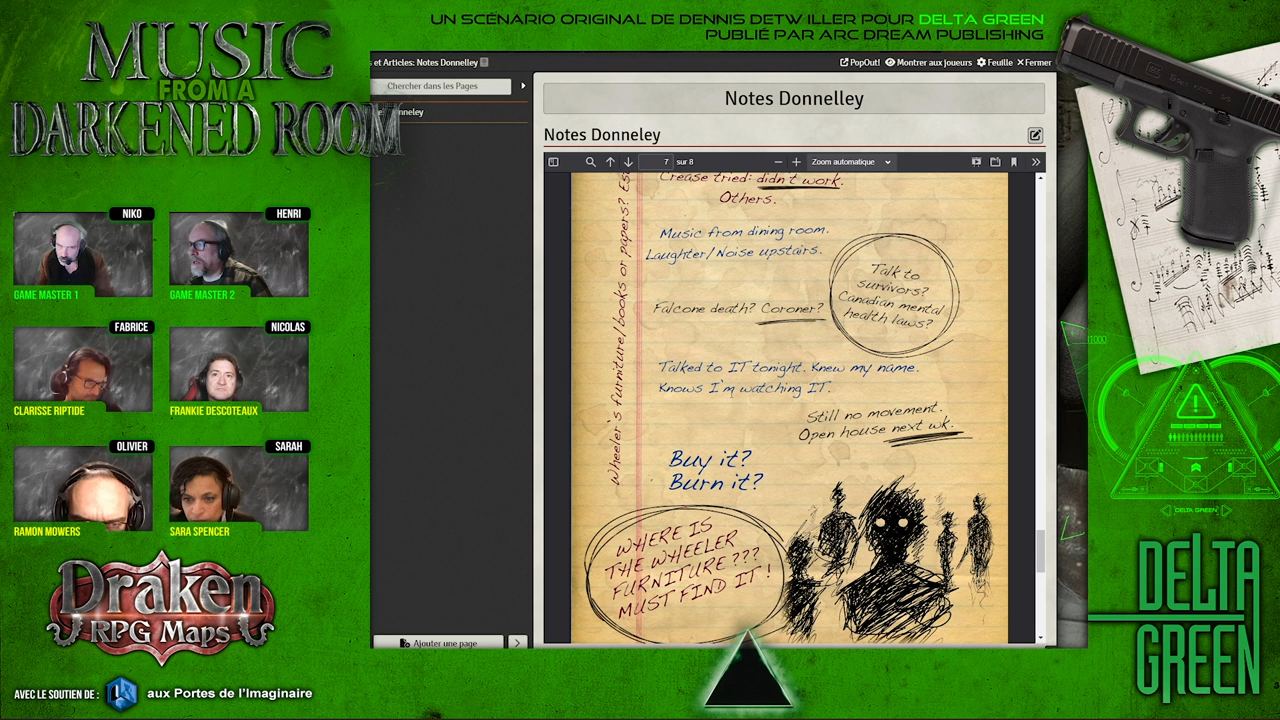 UN SCÉNARIO ORIGINAL DE DENNIS DETWILLER POUR DELTA GREEN
PUBLIÉ PAR ARC DREAM PUBLISHING
MUSIC
FROM A
DARKENED ROOM
s et Articles: Notes Donnelley
PopOut!
Montrer aux joueurs
Feuille
Fermer
Chercher dans les Pages
Notes Donnelley
Notes Donneley
7 sur 8
Zoom automatique
Crease tried: didn't work.
Others.
Music from dining room.
Laughter/Noise upstairs.
Talk to
survivors?
Canadian mental
health laws?
Falcone death? Coroner?
Talked to IT tonight. Knew my name.
Knows I'm watching IT.
Still no movement.
Open house next wk.
Buy it?
Burn it?
WHERE IS
THE WHEELER
FURNITURE???
MUST FIND IT!
Wheeler's furniture/books or papers?
Ajouter une page
NIKO
GAME MASTER 1
HENRI
GAME MASTER 2
FABRICE
CLARISSE RIPTIDE
NICOLAS
FRANKIE DESCOTEAUX
OLIVIER
RAMON MOWERS
SARAH
SARA SPENCER
Draken
RPG Maps
AVEC LE SOUTIEN DE :
aux Portes de l'Imaginaire
DELTA GREEN
DELTA
GREEN